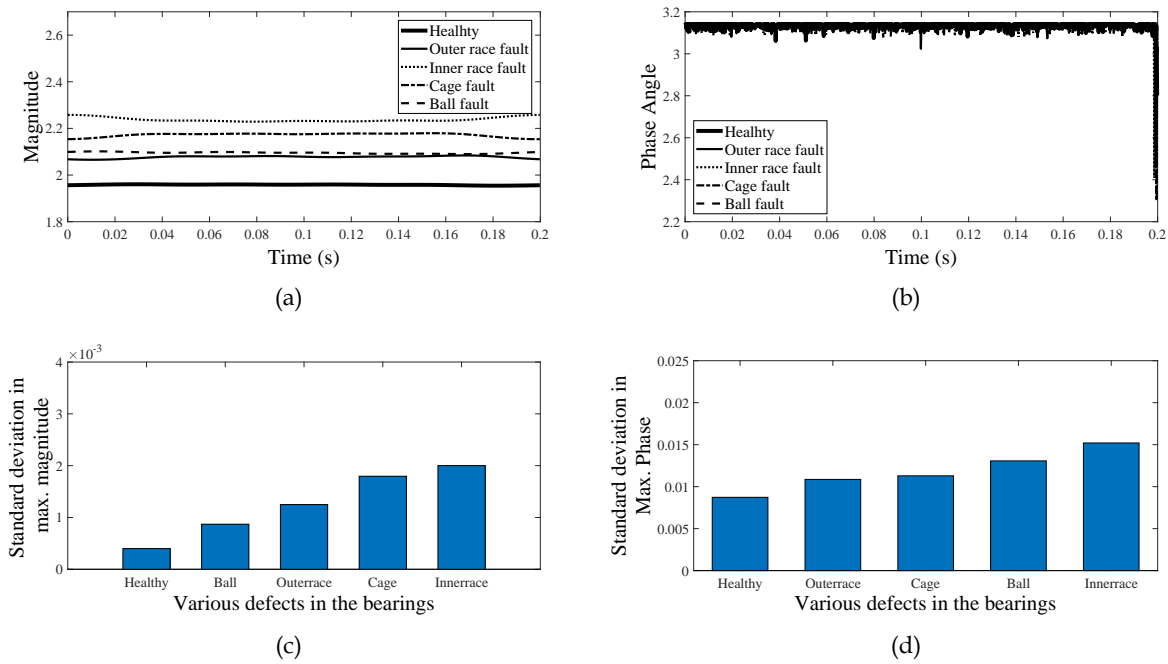 2.6
2.4
2.2
2
1.8
Magnitude
Healhty
Outer race fault
Inner race fault
Cage fault
Ball fault
0 0.02 0.04 0.06 0.08 0.1 0.12 0.14 0.16 0.18 0.2
Time (s)
(a)
3.2
3
2.8
2.6
2.4
2.2
Phase Angle
Healhty
Outer race fault
Inner race fault
Cage fault
Ball fault
0 0.02 0.04 0.06 0.08 0.1 0.12 0.14 0.16 0.18 0.2
Time (s)
(b)
×10⁻³
4
3
2
1
0
Standard deviation in
max. magnitude
Healthy Ball Outerrace Cage Innerrace
Various defects in the bearings
(c)
0.025
0.02
0.015
0.01
0.005
0
Standard deviation in
Max. Phase
Healthy Outerrace Cage Ball Innerrace
Various defects in the bearings
(d)